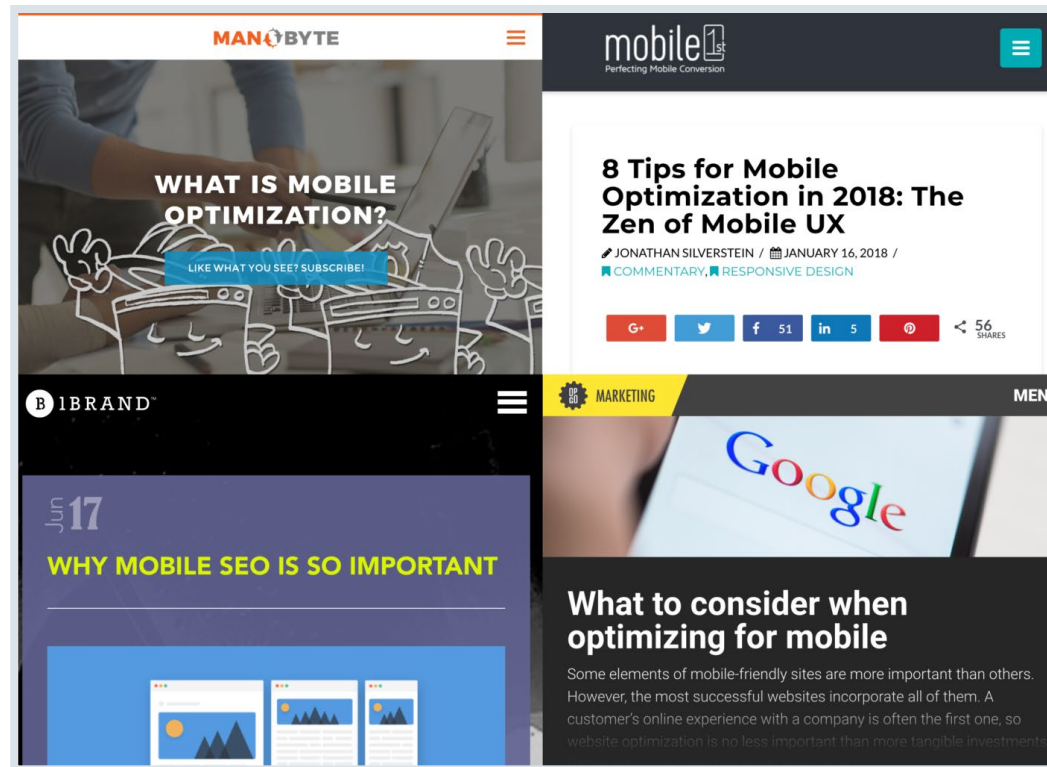 MANBYTE
WHAT IS MOBILE
OPTIMIZATION?
LIKE WHAT YOU SEE? SUBSCRIBE!
mobile1st
Perfecting Mobile Conversion
8 Tips for Mobile
Optimization in 2018: The
Zen of Mobile UX
JONATHAN SILVERSTEIN / JANUARY 16, 2018 /
COMMENTARY, RESPONSIVE DESIGN
G+ f 51 in 5 56
SHARES
B 1BRAND™
Jun 17
WHY MOBILE SEO IS SO IMPORTANT
OP
GO
MARKETING
MEN
Google
What to consider when
optimizing for mobile
Some elements of mobile-friendly sites are more important than others.
However, the most successful websites incorporate all of them. A
customer's online experience with a company is often the first one, so
website optimization is no less important than more tangible investments